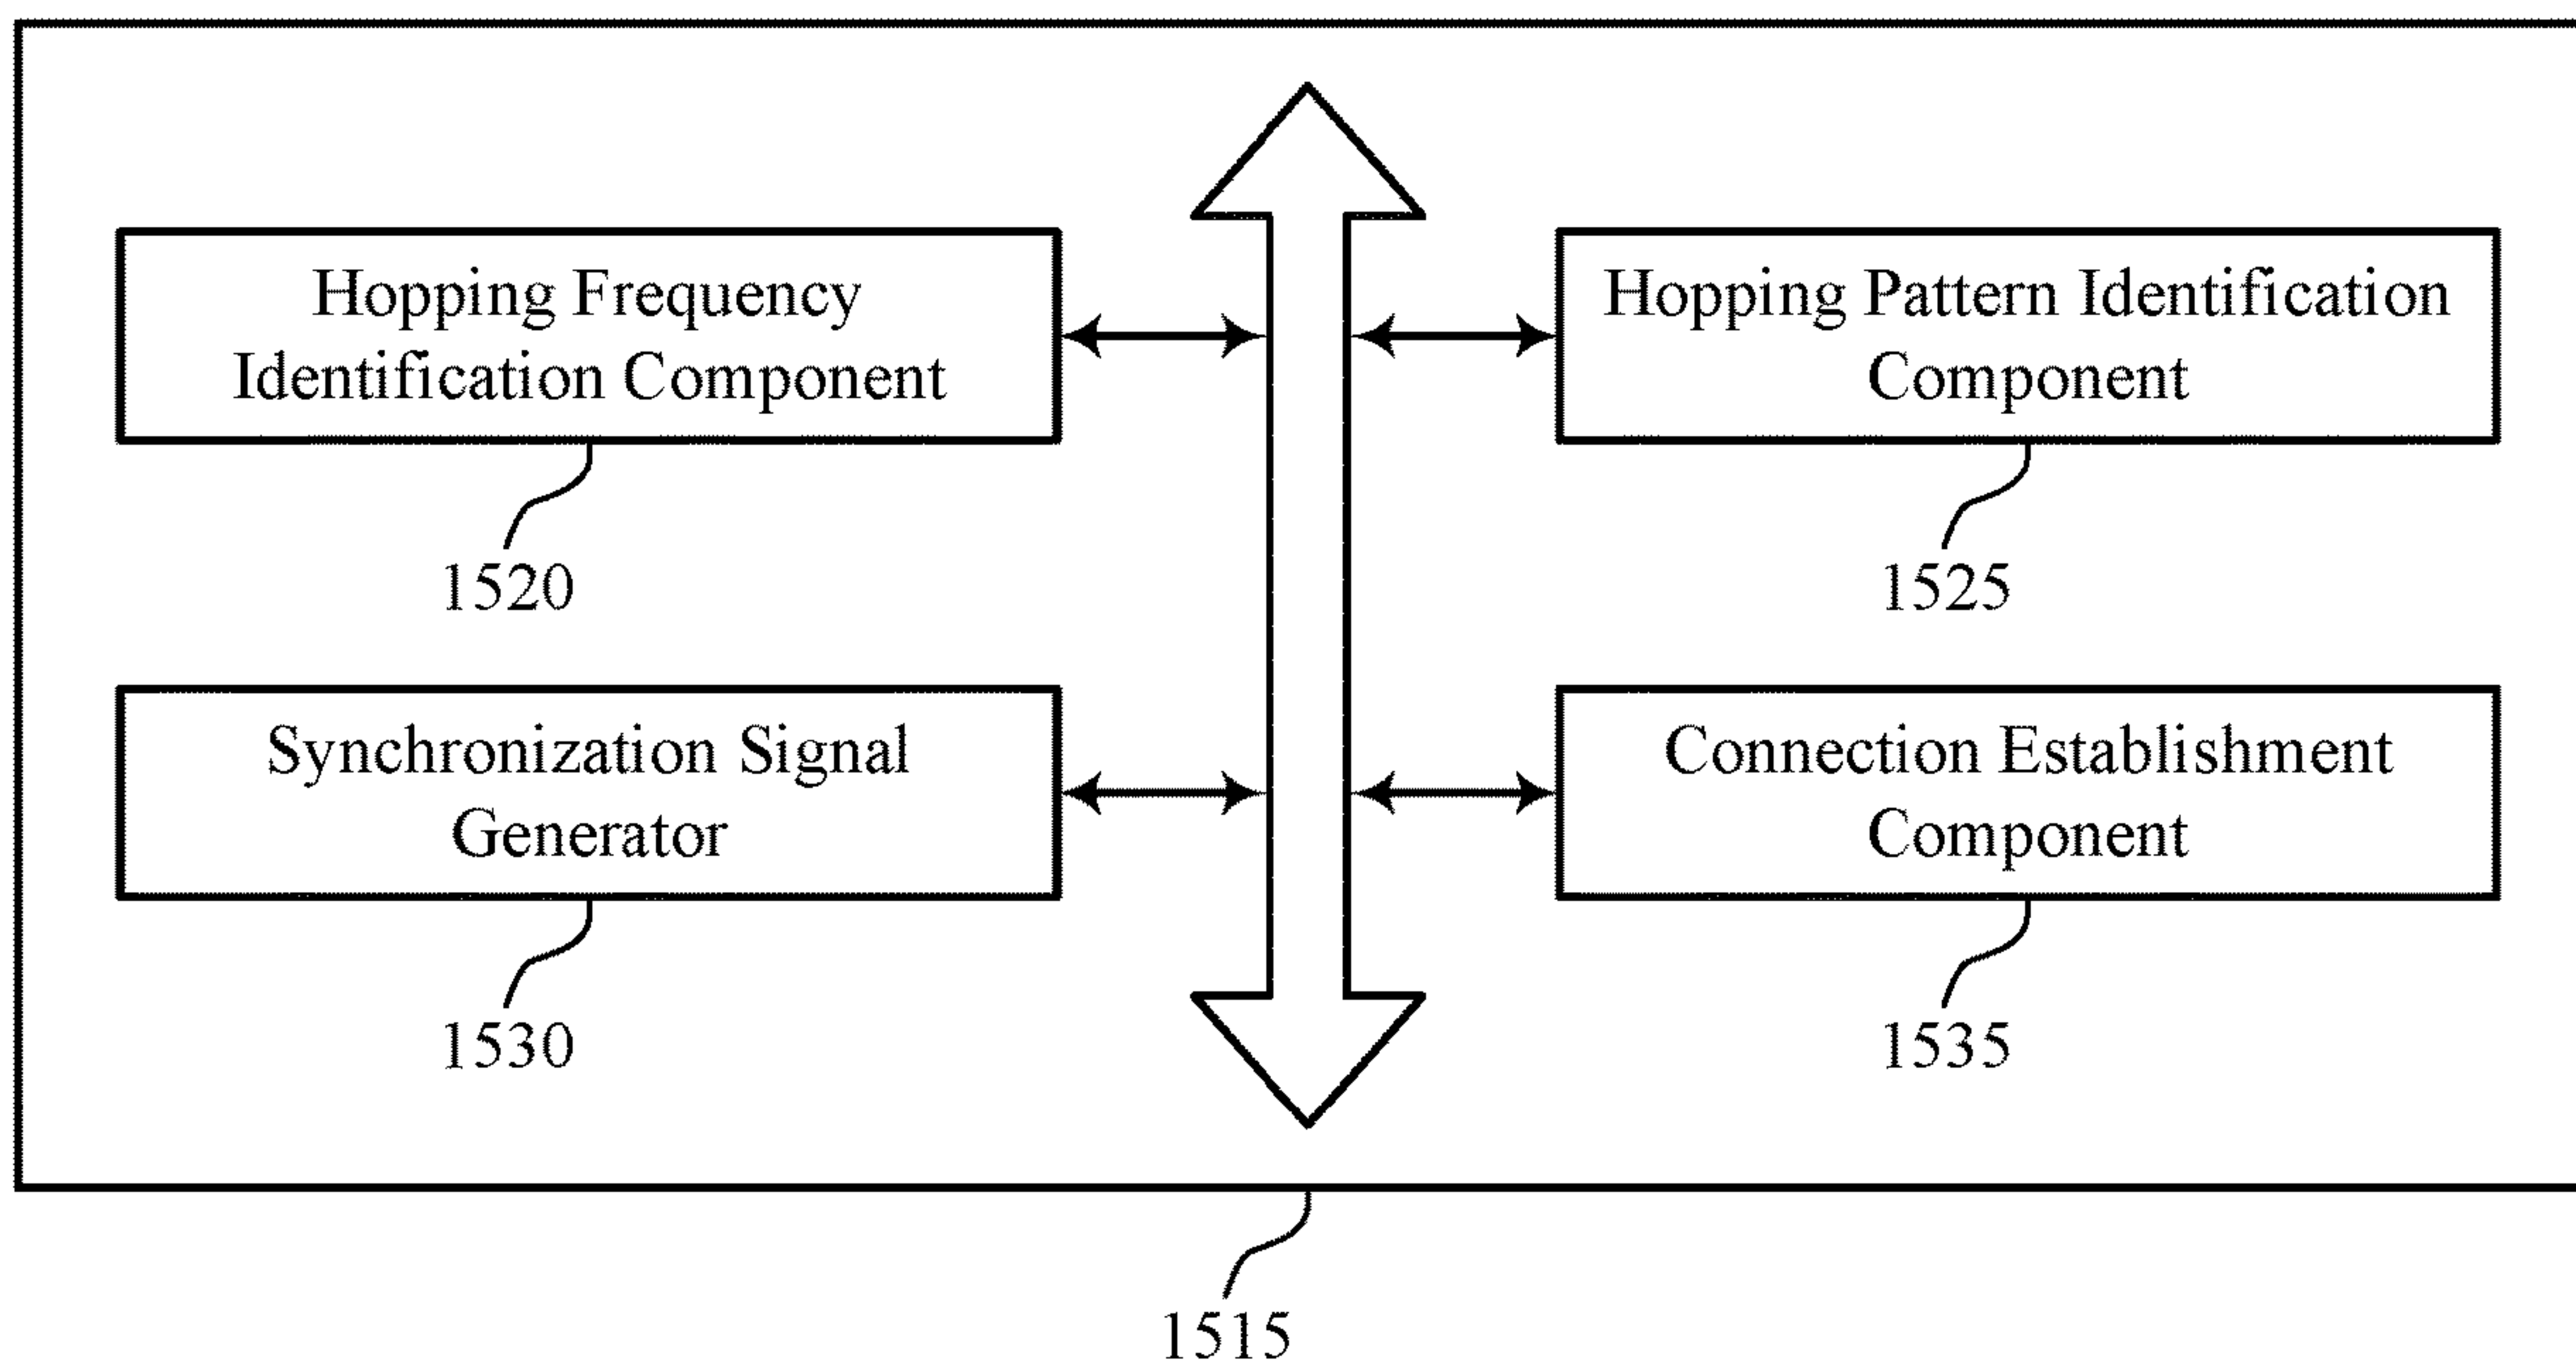 Hopping Frequency
Identification Component
1520
Hopping Pattern Identification
Component
1525
Synchronization Signal
Generator
1530
Connection Establishment
Component
1535
1515